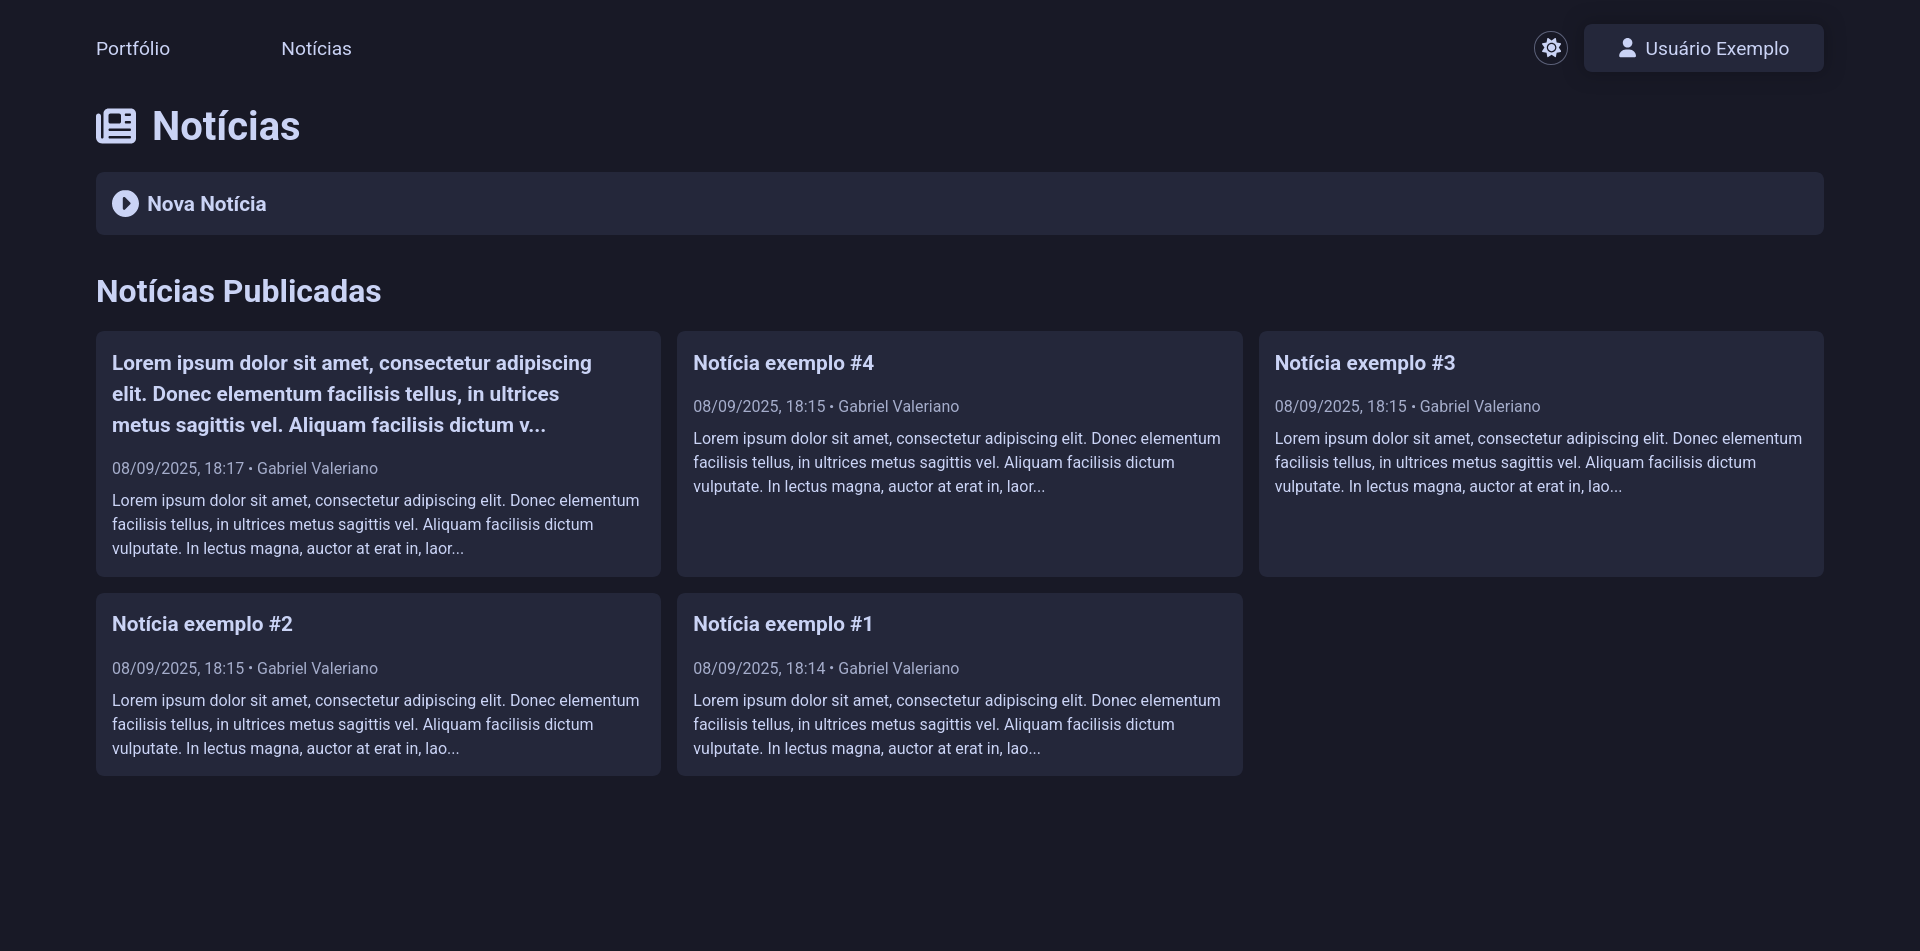 Portfólio
Notícias
Usuário Exemplo
Notícias
Nova Notícia
Notícias Publicadas
Lorem ipsum dolor sit amet, consectetur adipiscing
elit. Donec elementum facilisis tellus, in ultrices
metus sagittis vel. Aliquam facilisis dictum v...
08/09/2025, 18:17 • Gabriel Valeriano
Lorem ipsum dolor sit amet, consectetur adipiscing elit. Donec elementum
facilisis tellus, in ultrices metus sagittis vel. Aliquam facilisis dictum
vulputate. In lectus magna, auctor at erat in, laor...
Notícia exemplo #4
08/09/2025, 18:15 • Gabriel Valeriano
Lorem ipsum dolor sit amet, consectetur adipiscing elit. Donec elementum
facilisis tellus, in ultrices metus sagittis vel. Aliquam facilisis dictum
vulputate. In lectus magna, auctor at erat in, laor...
Notícia exemplo #3
08/09/2025, 18:15 • Gabriel Valeriano
Lorem ipsum dolor sit amet, consectetur adipiscing elit. Donec elementum
facilisis tellus, in ultrices metus sagittis vel. Aliquam facilisis dictum
vulputate. In lectus magna, auctor at erat in, lao...
Notícia exemplo #2
08/09/2025, 18:15 • Gabriel Valeriano
Lorem ipsum dolor sit amet, consectetur adipiscing elit. Donec elementum
facilisis tellus, in ultrices metus sagittis vel. Aliquam facilisis dictum
vulputate. In lectus magna, auctor at erat in, lao...
Notícia exemplo #1
08/09/2025, 18:14 • Gabriel Valeriano
Lorem ipsum dolor sit amet, consectetur adipiscing elit. Donec elementum
facilisis tellus, in ultrices metus sagittis vel. Aliquam facilisis dictum
vulputate. In lectus magna, auctor at erat in, lao...